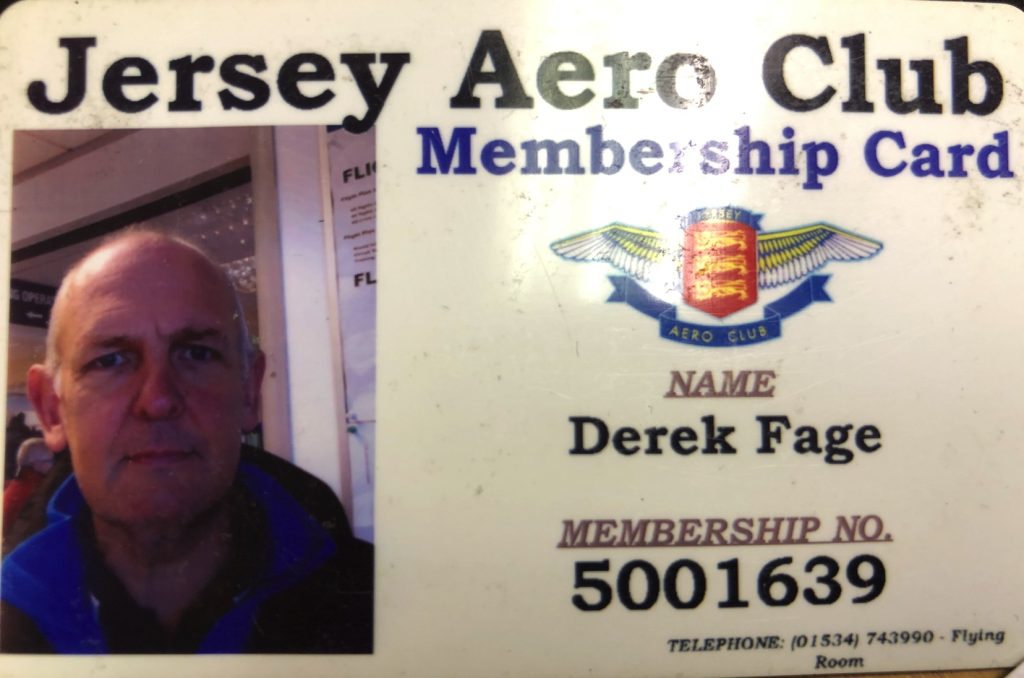 Jersey Aero Club
Membership Card
JERSEY
AERO CLUB
NAME
Derek Fage
MEMBERSHIP NO.
5001639
TELEPHONE: (01534) 743990 - Flying
Room